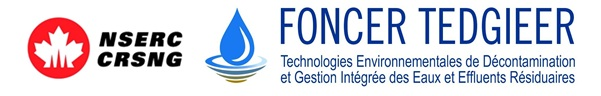 NSERC
CRSNG
FONCER TEDGIEER
Technologies Environnementales de Décontamination
et Gestion Intégrée des Eaux et Effluents Résiduaires